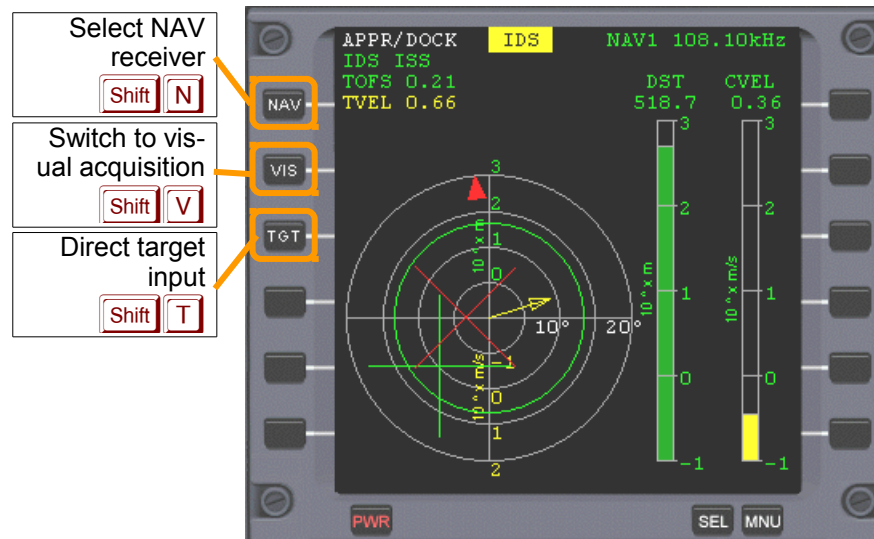 Select NAV
receiver
Shift N
Switch to vis-
ual acquisition
Shift V
Direct target
input
Shift T
NAV
VIS
TGT
APPR/DOCK IDS NAV1 108.10kHz
IDS ISS
TOFS 0.21 DST CVEL
TVEL 0.66 518.7 0.36
3
2
1
0
10^x m
10° 20°
10^x m/s
-1
0
1
2
3
2
1
0
-1
10^x m
3
2
1
0
-1
10^x m/s
PWR SEL MNU